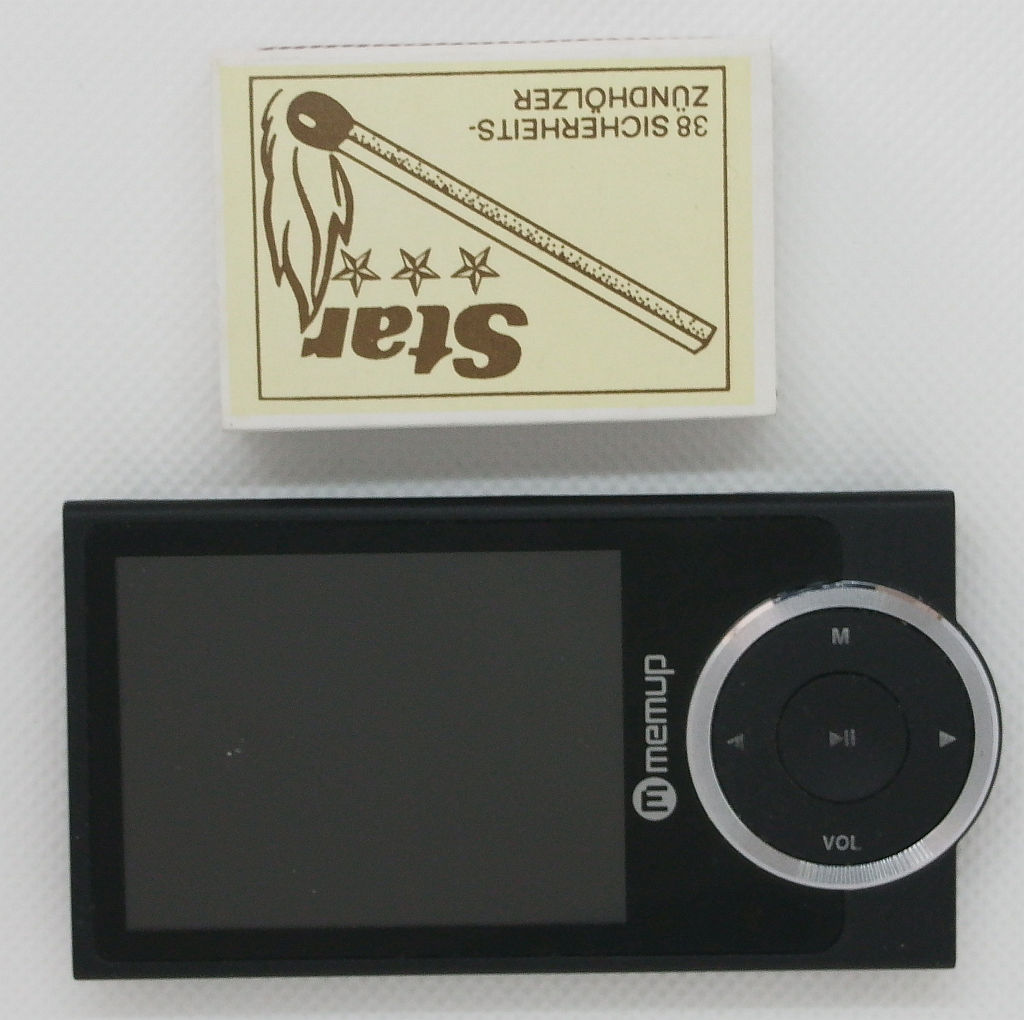 38 SICHERHEITS-
ZÜNDHÖLZER
Star
memup
M
VOL